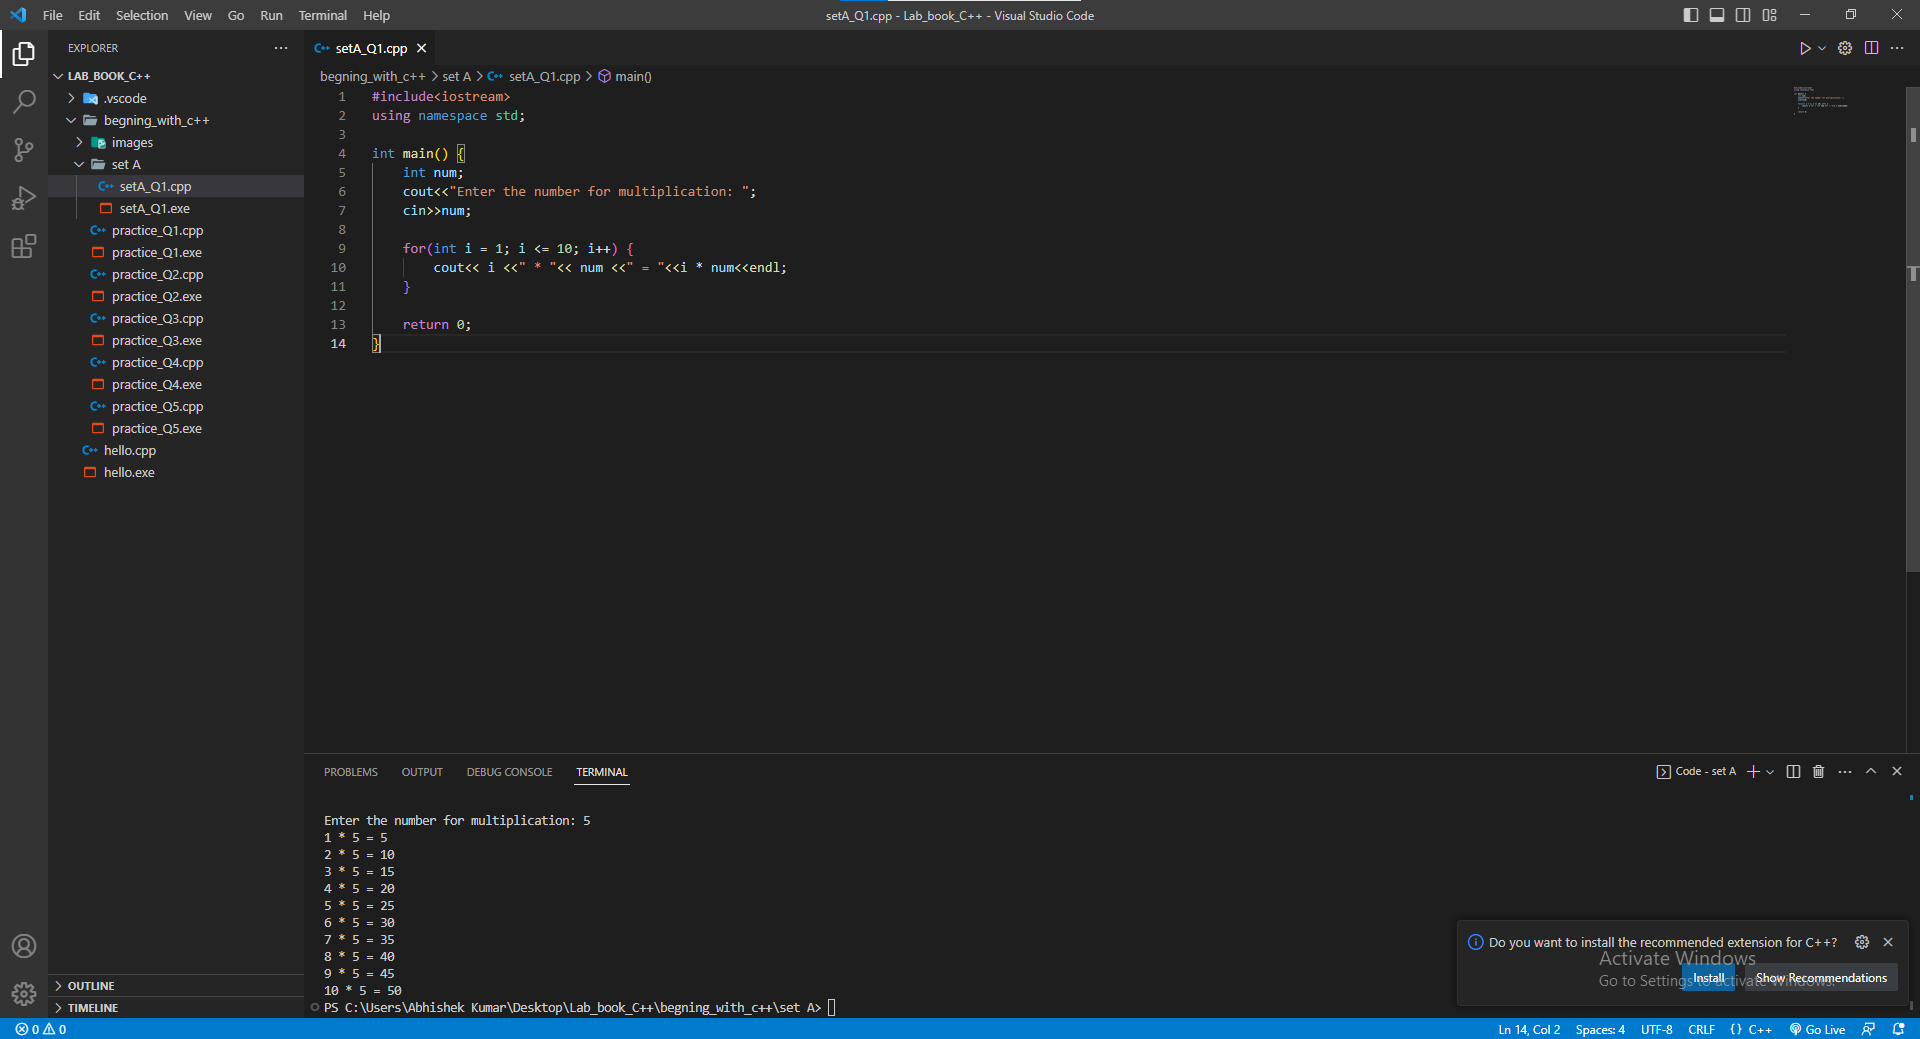 File Edit Selection View Go Run Terminal Help
setA_Q1.cpp - Lab_book_C++ - Visual Studio Code
EXPLORER
LAB_BOOK_C++
.vscode
begning_with_c++
images
set A
setA_Q1.cpp
setA_Q1.exe
practice_Q1.cpp
practice_Q1.exe
practice_Q2.cpp
practice_Q2.exe
practice_Q3.cpp
practice_Q3.exe
practice_Q4.cpp
practice_Q4.exe
practice_Q5.cpp
practice_Q5.exe
hello.cpp
hello.exe
OUTLINE
TIMELINE
setA_Q1.cpp
begning_with_c++ > set A > setA_Q1.cpp > main()
1 #include<iostream>
2 using namespace std;
3
4 int main() {
5     int num;
6     cout<<"Enter the number for multiplication: ";
7     cin>>num;
8
9     for(int i = 1; i <= 10; i++) {
10         cout<< i <<" * "<< num <<" = "<<i * num<<endl;
11     }
12
13     return 0;
14 }
PROBLEMS OUTPUT DEBUG CONSOLE TERMINAL
Code - set A
Enter the number for multiplication: 5
1 * 5 = 5
2 * 5 = 10
3 * 5 = 15
4 * 5 = 20
5 * 5 = 25
6 * 5 = 30
7 * 5 = 35
8 * 5 = 40
9 * 5 = 45
10 * 5 = 50
PS C:\Users\Abhishek Kumar\Desktop\Lab_book_C++\begning_with_c++\set A>
Do you want to install the recommended extension for C++?
Activate Windows
Go to Settings to activate Windows.
Install Show Recommendations
0 0
Ln 14, Col 2 Spaces: 4 UTF-8 CRLF {} C++ Go Live